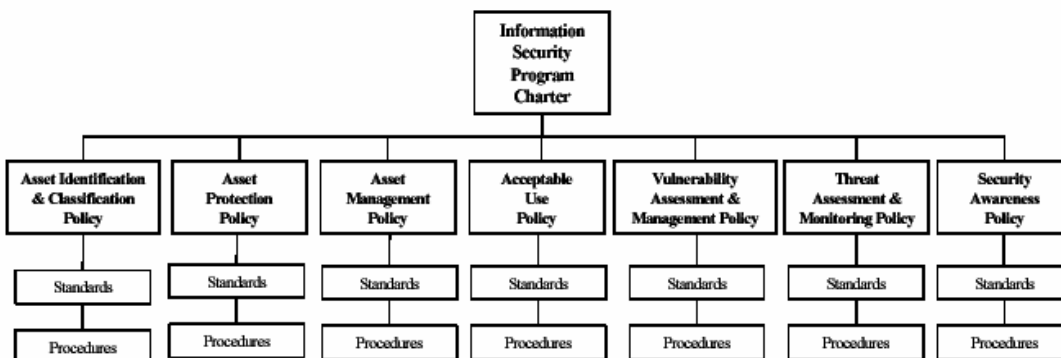 Information
Security
Program
Charter
Asset Identification
& Classification
Policy
Asset
Protection
Policy
Asset
Management
Policy
Acceptable
Use
Policy
Vulnerability
Assessment &
Management Policy
Threat
Assessment &
Monitoring Policy
Security
Awareness
Policy
Standards
Standards
Standards
Standards
Standards
Standards
Standards
Procedures
Procedures
Procedures
Procedures
Procedures
Procedures
Procedures